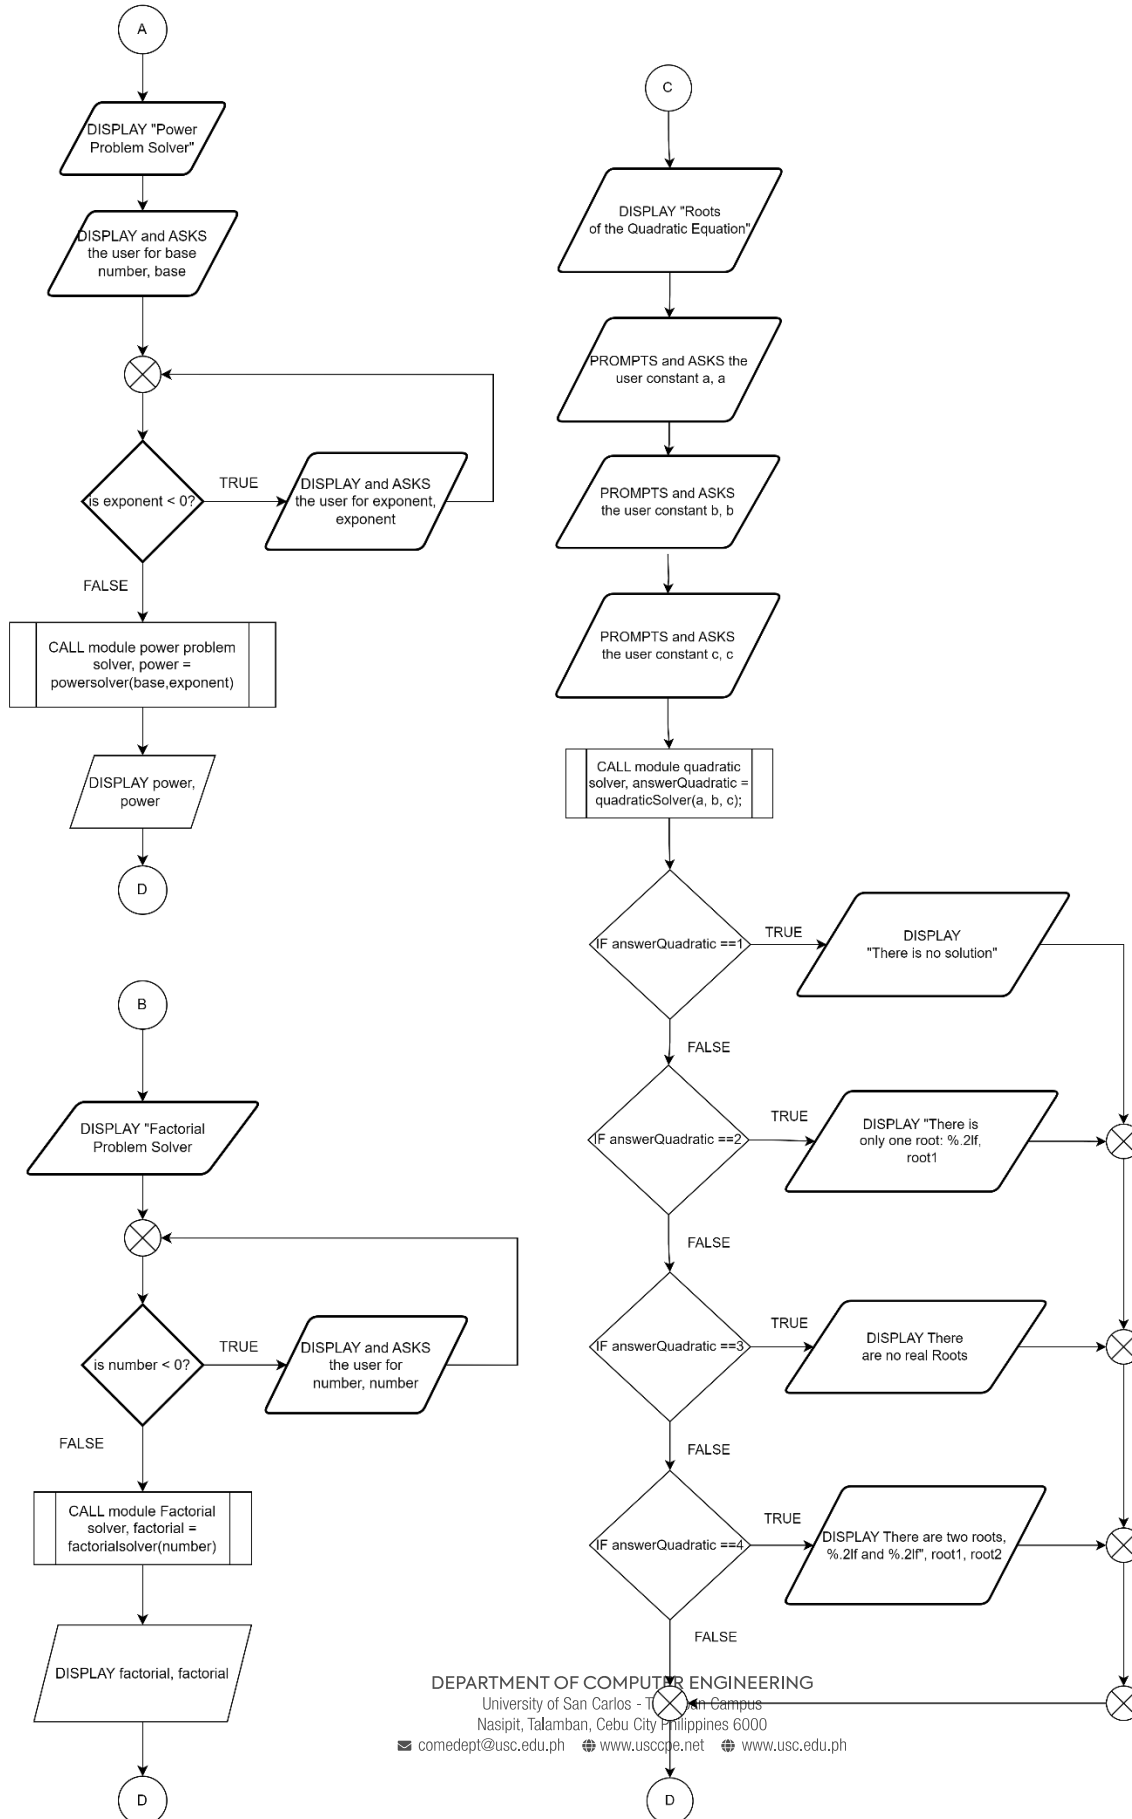 A
DISPLAY "Power
Problem Solver"
DISPLAY and ASKS
the user for base
number, base
is exponent < 0?
TRUE
DISPLAY and ASKS
the user for exponent,
exponent
FALSE
CALL module power problem
solver, power =
powersolver(base,exponent)
DISPLAY power,
power
D
B
DISPLAY "Factorial
Problem Solver
is number < 0?
TRUE
DISPLAY and ASKS
the user for
number, number
FALSE
CALL module Factorial
solver, factorial =
factorialsolver(number)
DISPLAY factorial, factorial
D
C
DISPLAY "Roots
of the Quadratic Equation"
PROMPTS and ASKS the
user constant a, a
PROMPTS and ASKS
the user constant b, b
PROMPTS and ASKS
the user constant c, c
CALL module quadratic
solver, answerQuadratic =
quadraticSolver(a, b, c);
IF answerQuadratic ==1
TRUE
DISPLAY
"There is no solution"
FALSE
IF answerQuadratic ==2
TRUE
DISPLAY "There is
only one root: %.2lf,
root1
FALSE
IF answerQuadratic ==3
TRUE
DISPLAY There
are no real Roots
FALSE
IF answerQuadratic ==4
TRUE
DISPLAY There are two roots,
%.2lf and %.2lf", root1, root2
FALSE
D
DEPARTMENT OF COMPUTER ENGINEERING
University of San Carlos - Campus
Nasipit, Talamban, Cebu City Philippines 6000
comedept@usc.edu.ph www.usccpe.net www.usc.edu.ph